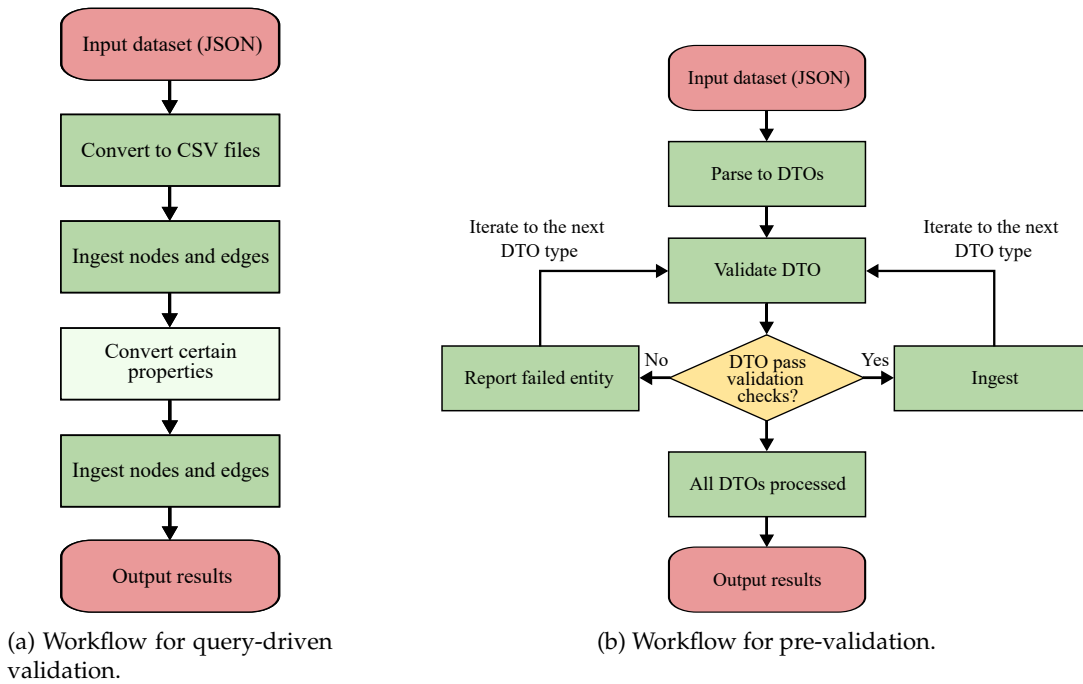 Input dataset (JSON)
Convert to CSV files
Ingest nodes and edges
Convert certain
properties
Ingest nodes and edges
Output results
(a) Workflow for query-driven
validation.
Input dataset (JSON)
Parse to DTOs
Iterate to the next
DTO type
Validate DTO
Iterate to the next
DTO type
Report failed entity
No
DTO pass
validation
checks?
Yes
Ingest
All DTOs processed
Output results
(b) Workflow for pre-validation.